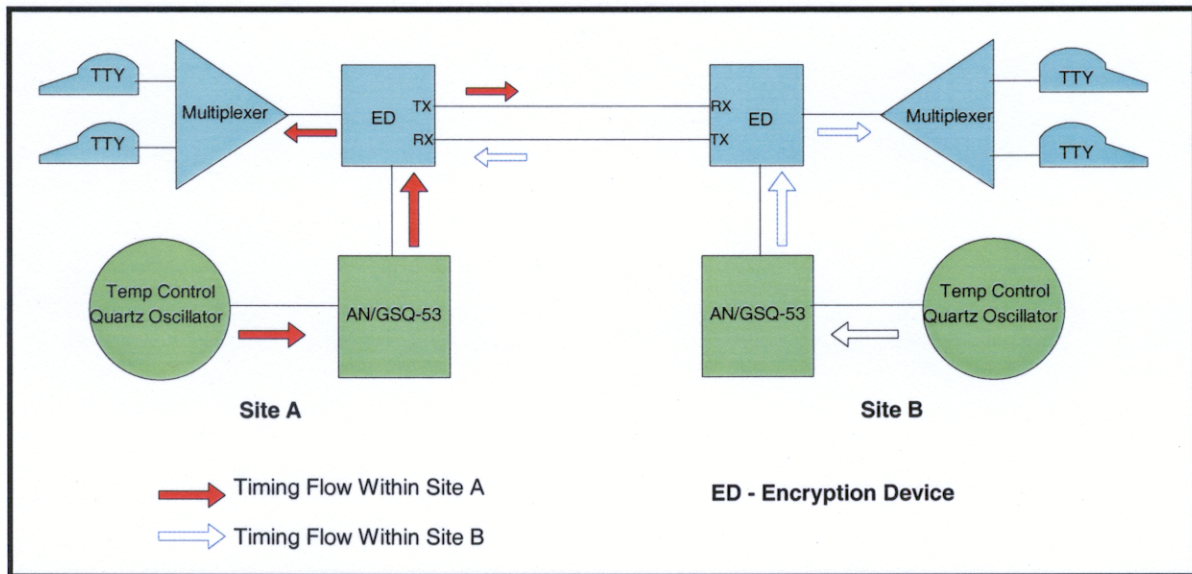 TTY
TTY
Multiplexer
ED
TX
RX
RX
TX
ED
Multiplexer
TTY
TTY
Temp Control
Quartz Oscillator
AN/GSQ-53
AN/GSQ-53
Temp Control
Quartz Oscillator
Site A
Site B
Timing Flow Within Site A
ED - Encryption Device
Timing Flow Within Site B